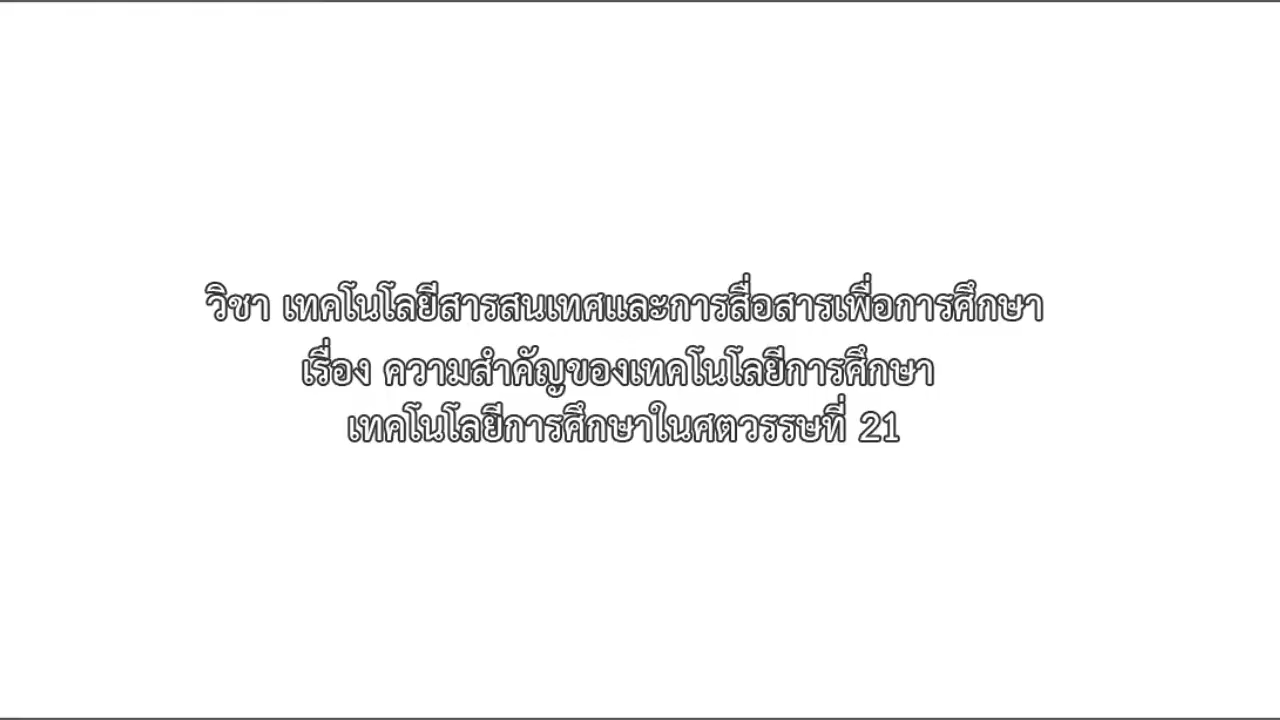 วิชา เทคโนโลยีสารสนเทศและการสื่อสารเพื่อการศึกษา
เรื่อง ความสำคัญของเทคโนโลยีการศึกษา
เทคโนโลยีการศึกษาในศตวรรษที่ 21